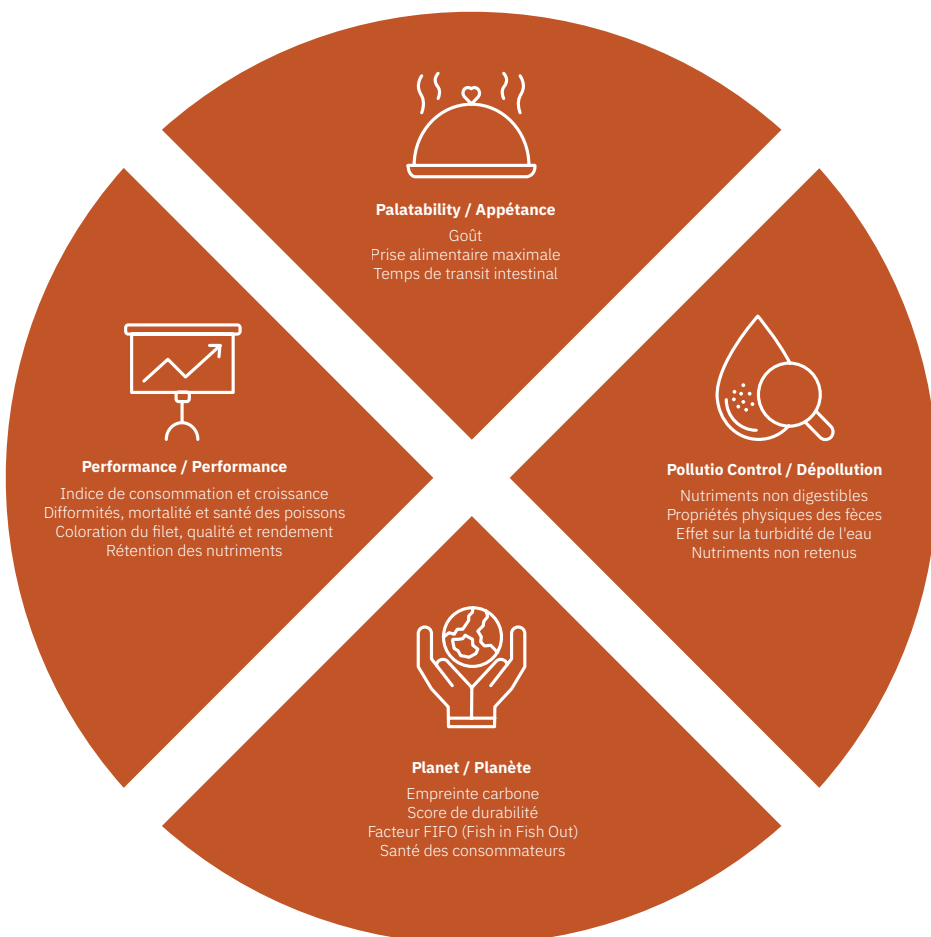 Palatability / Appétance
Goût
Prise alimentaire maximale
Temps de transit intestinal
Performance / Performance
Indice de consommation et croissance
Difformités, mortalité et santé des poissons
Coloration du filet, qualité et rendement
Rétention des nutriments
Pollutio Control / Dépollution
Nutriments non digestibles
Propriétés physiques des fèces
Effet sur la turbidité de l'eau
Nutriments non retenus
Planet / Planète
Empreinte carbone
Score de durabilité
Facteur FIFO (Fish in Fish Out)
Santé des consommateurs